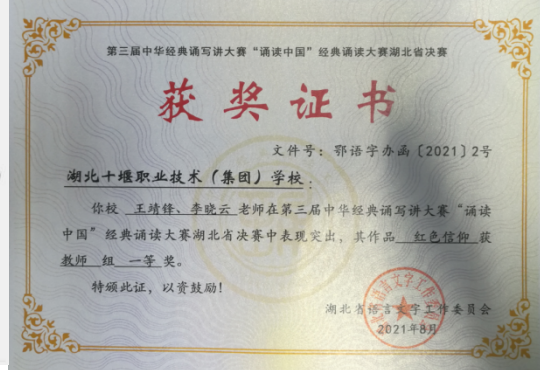 第三届中华经典诵写讲大赛“诵读中国”经典诵读大赛湖北省决赛
获奖证书
文件号：鄂语字办函〔2021〕2号
湖北十堰职业技术（集团）学校：
你校 王靖锋、李晓云 老师在第三届中华经典诵写讲大赛“诵读
中国”经典诵读大赛湖北省决赛中表现突出，其作品 红色信仰 获
教师 组 一等 奖。
特颁此证，以资鼓励！
湖北省语言文字工作委员会
2021年8月